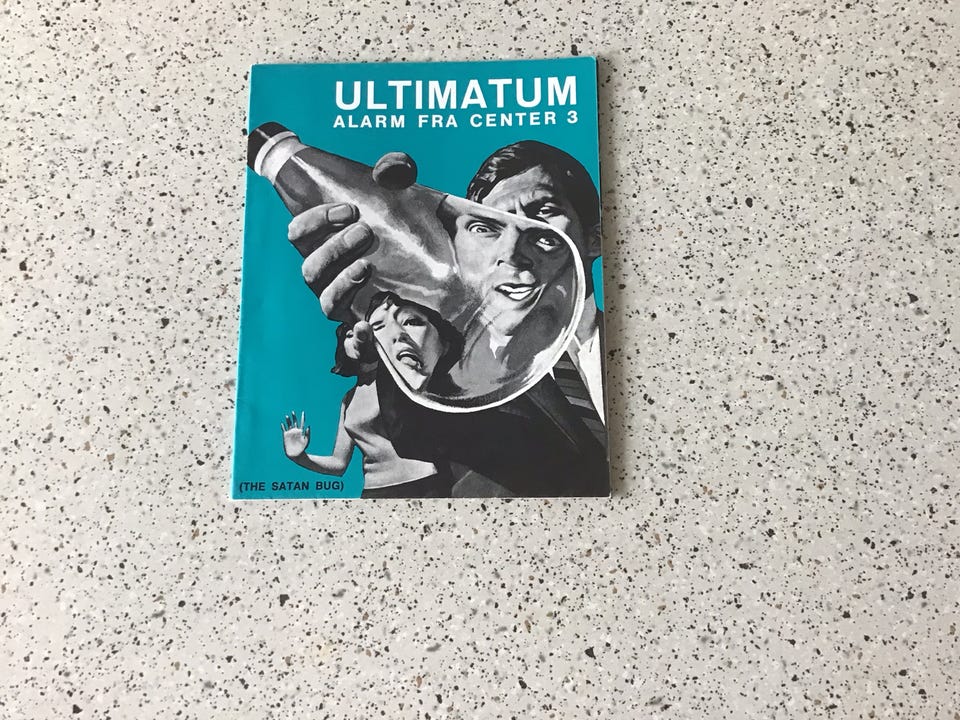 ULTIMATUM
ALARM FRA CENTER 3
(THE SATAN BUG)